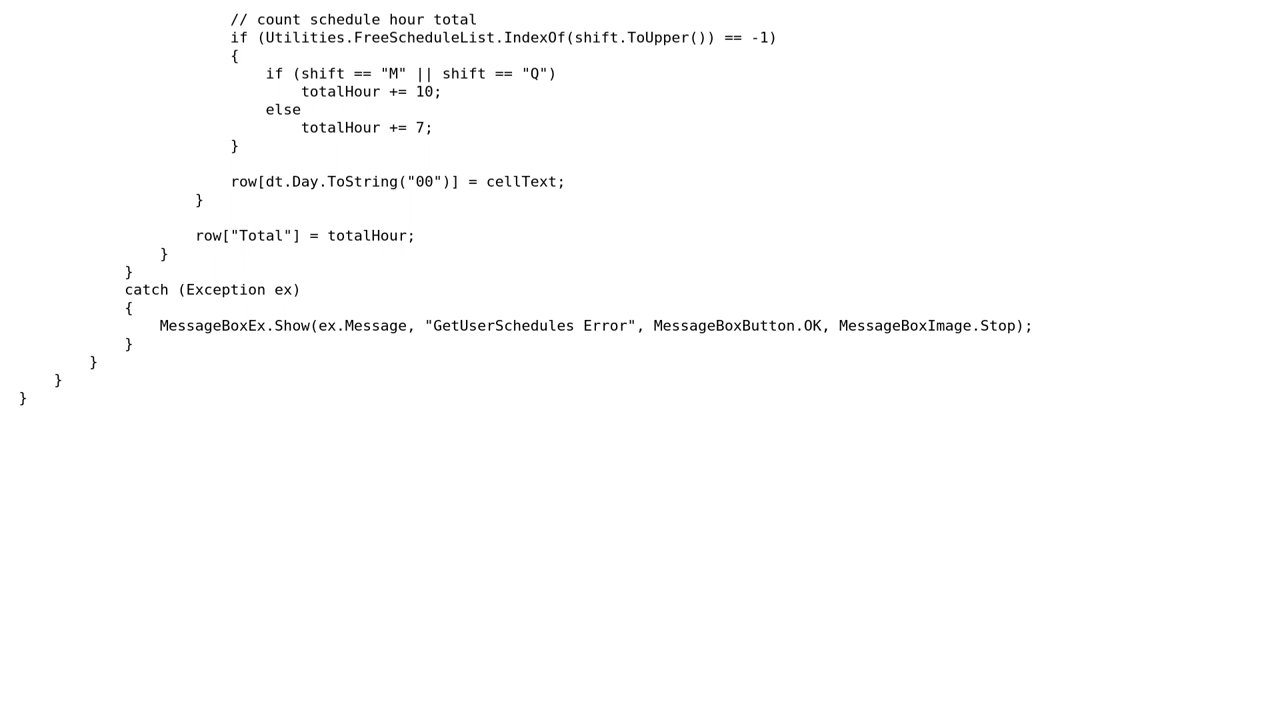 // count schedule hour total
if (Utilities.FreeScheduleList.IndexOf(shift.ToUpper()) == -1)
{
if (shift == "M" || shift == "Q")
totalHour += 10;
else
totalHour += 7;
}
row[dt.Day.ToString("00")] = cellText;
}
row["Total"] = totalHour;
}
}
catch (Exception ex)
{
MessageBoxEx.Show(ex.Message, "GetUserSchedules Error", MessageBoxButton.OK, MessageBoxImage.Stop);
}
}
}
}